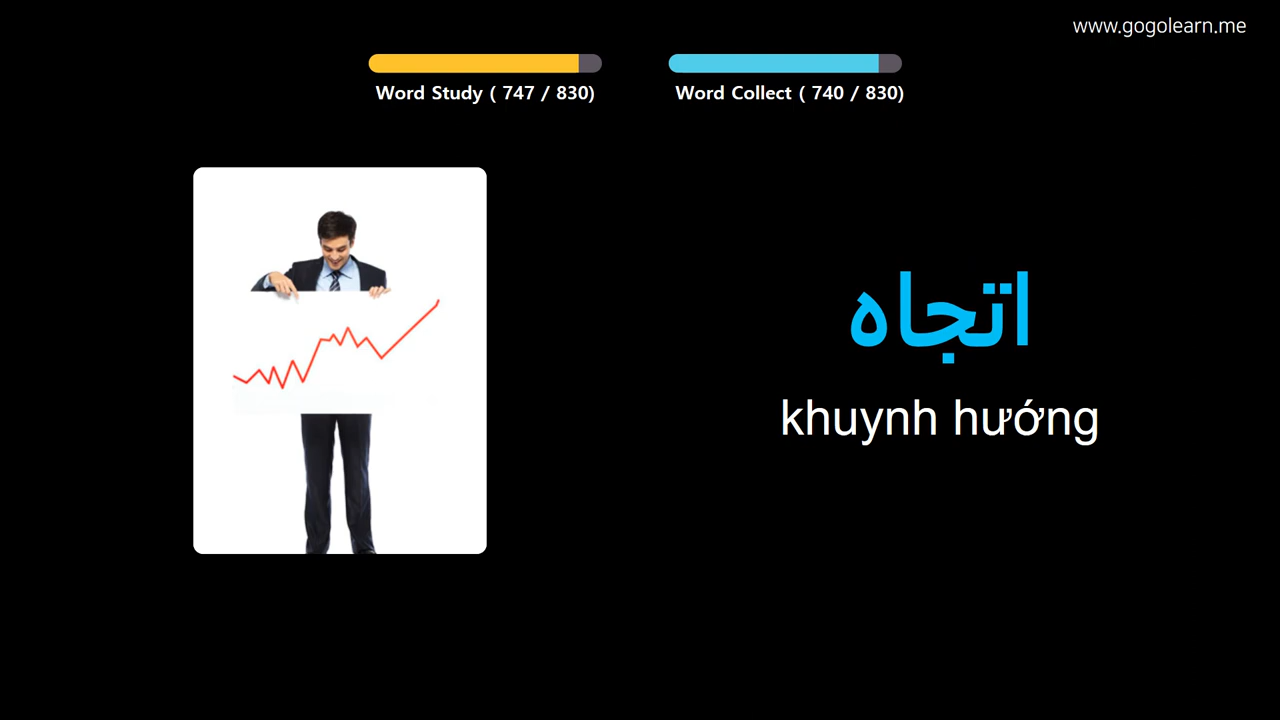 www.gogolearn.me
Word Study ( 747 / 830)
Word Collect ( 740 / 830)
اتجاه
khuynh hướng